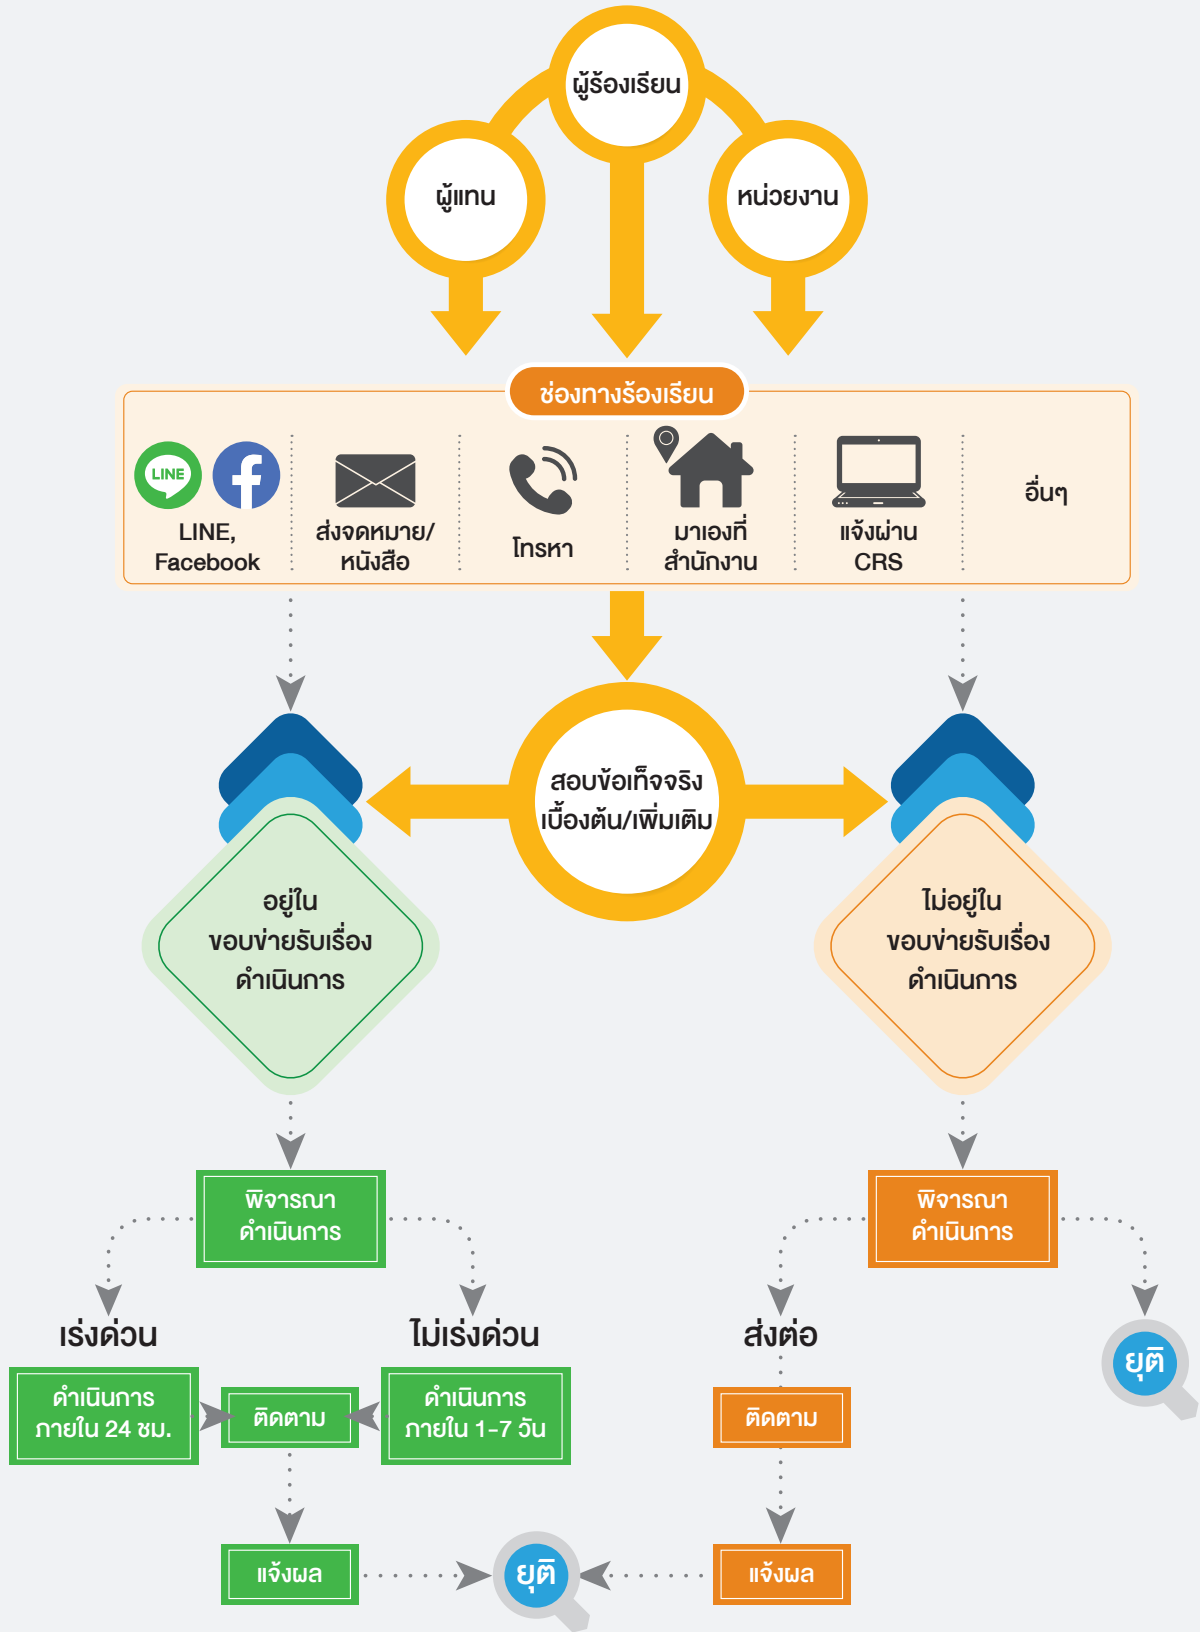 ผู้ร้องเรียน
ผู้แทน
หน่วยงาน
ช่องทางร้องเรียน
LINE
LINE,
Facebook
ส่งจดหมาย/
หนังสือ
โทรหา
มาเองที่
สำนักงาน
แจ้งผ่าน
CRS
อื่นๆ
สอบข้อเท็จจริง
เบื้องต้น/เพิ่มเติม
อยู่ใน
ขอบข่ายรับเรื่อง
ดำเนินการ
ไม่อยู่ใน
ขอบข่ายรับเรื่อง
ดำเนินการ
พิจารณา
ดำเนินการ
พิจารณา
ดำเนินการ
เร่งด่วน
ไม่เร่งด่วน
ส่งต่อ
ยุติ
ดำเนินการ
ภายใน 24 ชม.
ติดตาม
ดำเนินการ
ภายใน 1-7 วัน
ติดตาม
แจ้งผล
ยุติ
แจ้งผล